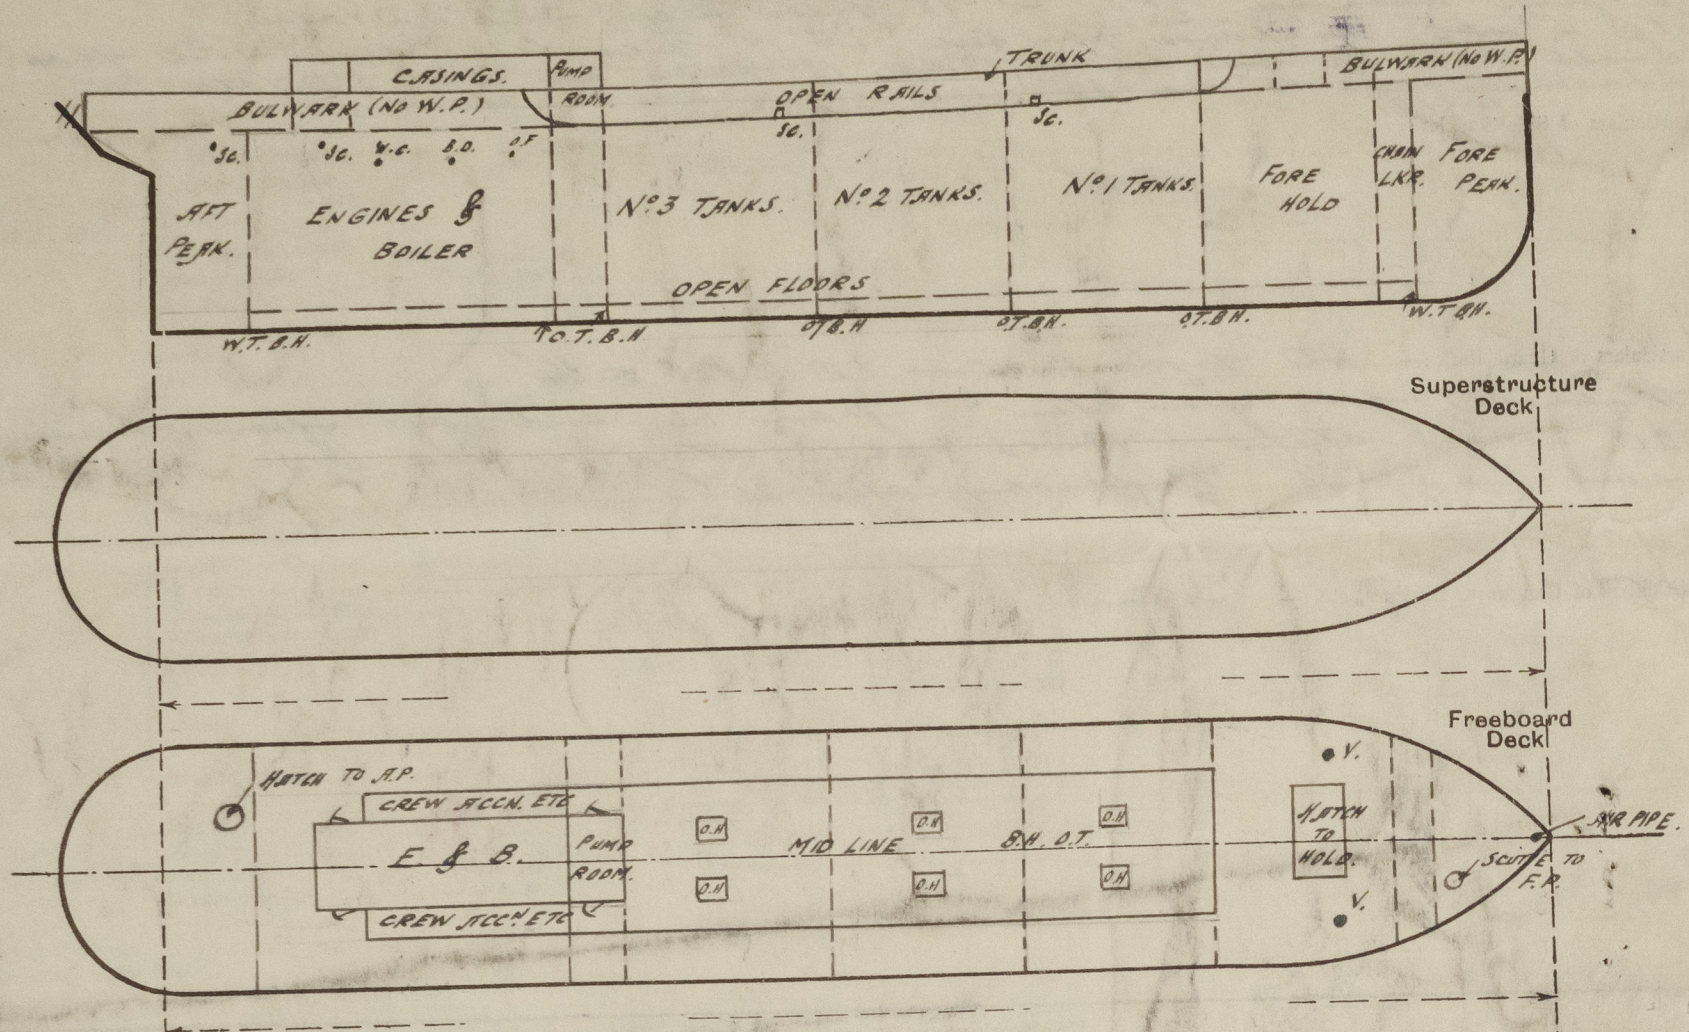 CASINGS.
PUMP
ROOM
TRUNK
BULWARK (NO W.P.)
BULWARK (NO W.P.)
OPEN RAILS
SC.
SC.
SC.
SC.
W.C.
B.D.
O.F
AFT
PEAK.
ENGINES &
BOILER
No. 3 TANKS.
No. 2 TANKS.
No. 1 TANKS.
FORE
HOLD
CHAIN
LKR.
FORE
PEAK.
OPEN FLOORS
W.T.B.H.
O.T.B.H
O.T.B.H
O.T.B.H.
O.T.B.H.
W.T.B.H.
Superstructure
Deck
Freeboard
Deck
HATCH TO A.P.
CREW ACCN. ETC
E. & B.
PUMP
ROOM.
CREW ACCN. ETC
O.H
O.H
O.H
O.H
O.H
O.H
MID LINE B.H. O.T.
V.
HATCH
TO
HOLD.
V.
AIR PIPE.
SCUTTLE TO
F.P.